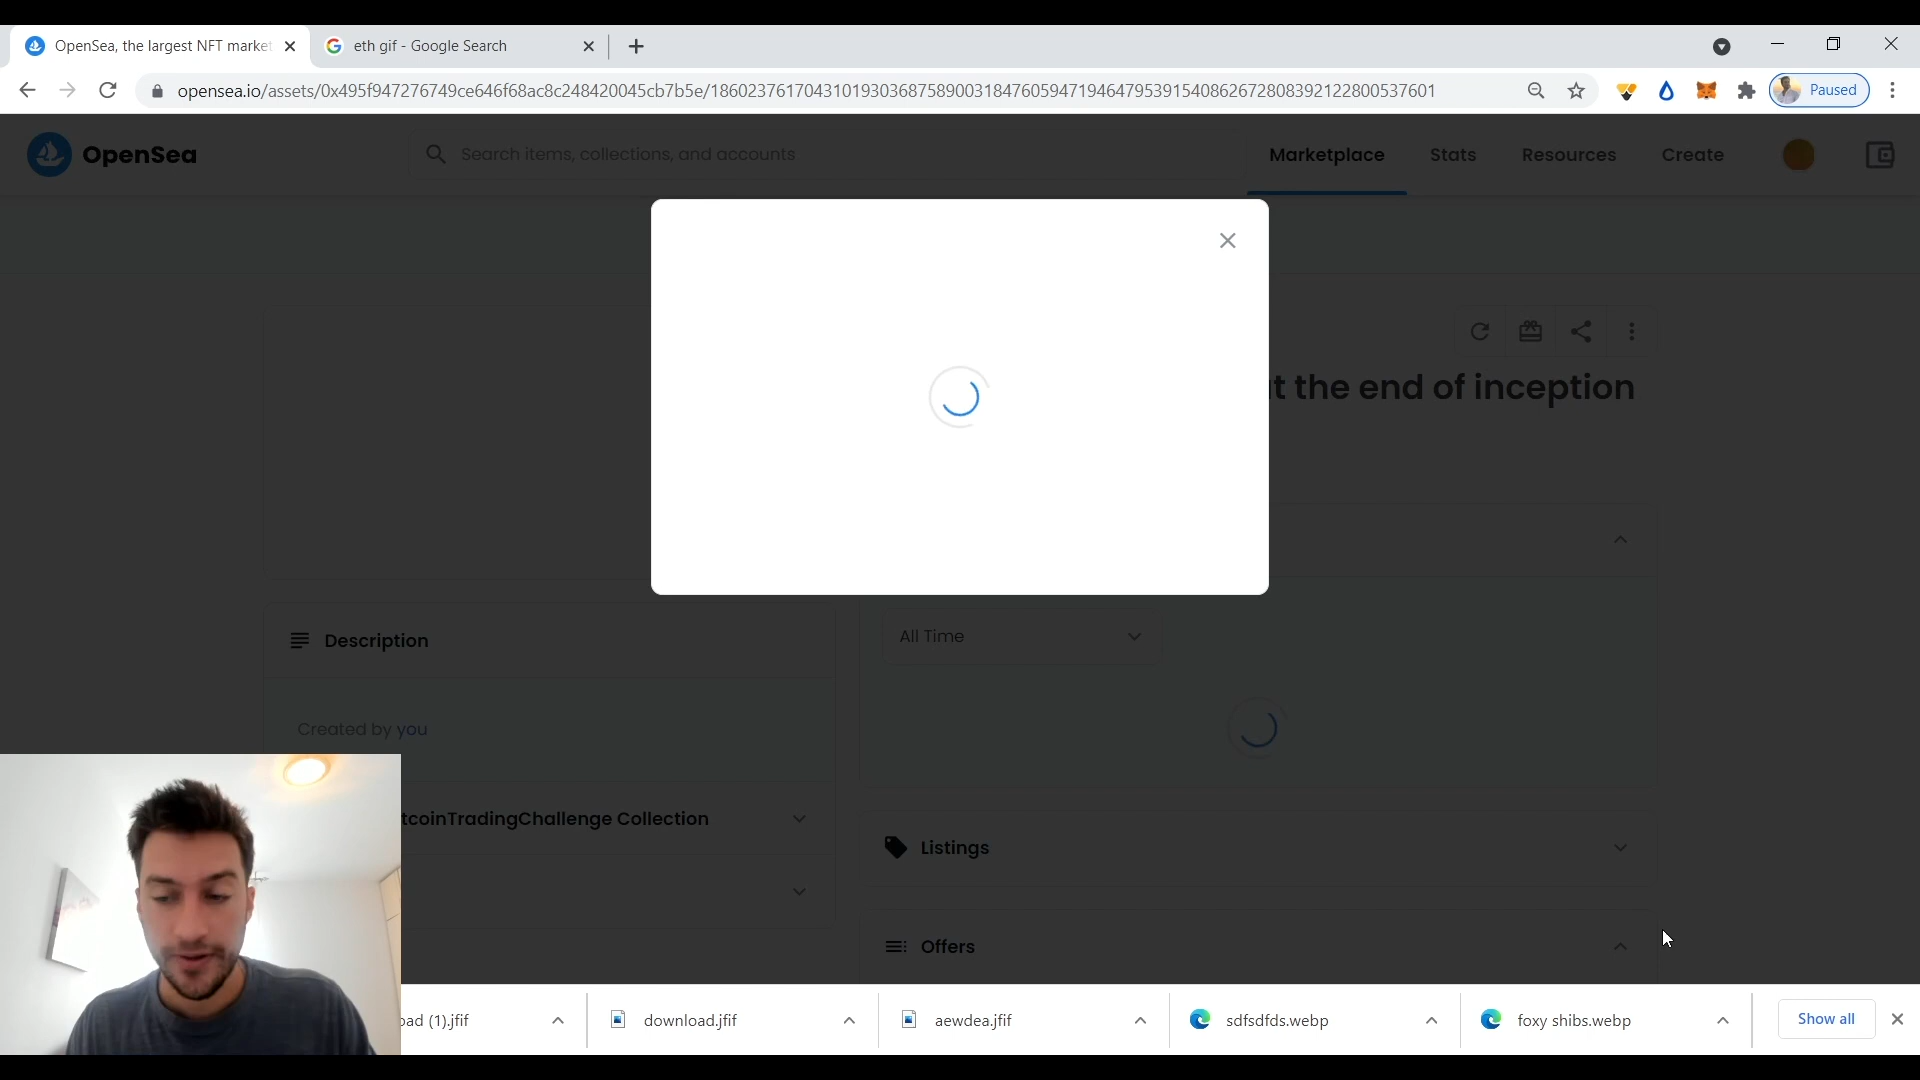 OpenSea, the largest NFT market
eth gif - Google Search
opensea.io/assets/0x495f947276749ce646f68ac8c248420045cb7b5e/18602376170431019303687589003184760594719464795391540862672808392122800537601
Paused
OpenSea
Search items, collections, and accounts
Marketplace
Stats
Resources
Create
t the end of inception
Description
All Time
Created by you
tcoinTradingChallenge Collection
Listings
Offers
oad (1).jfif
download.jfif
aewdea.jfif
sdfsdfds.webp
foxy shibs.webp
Show all